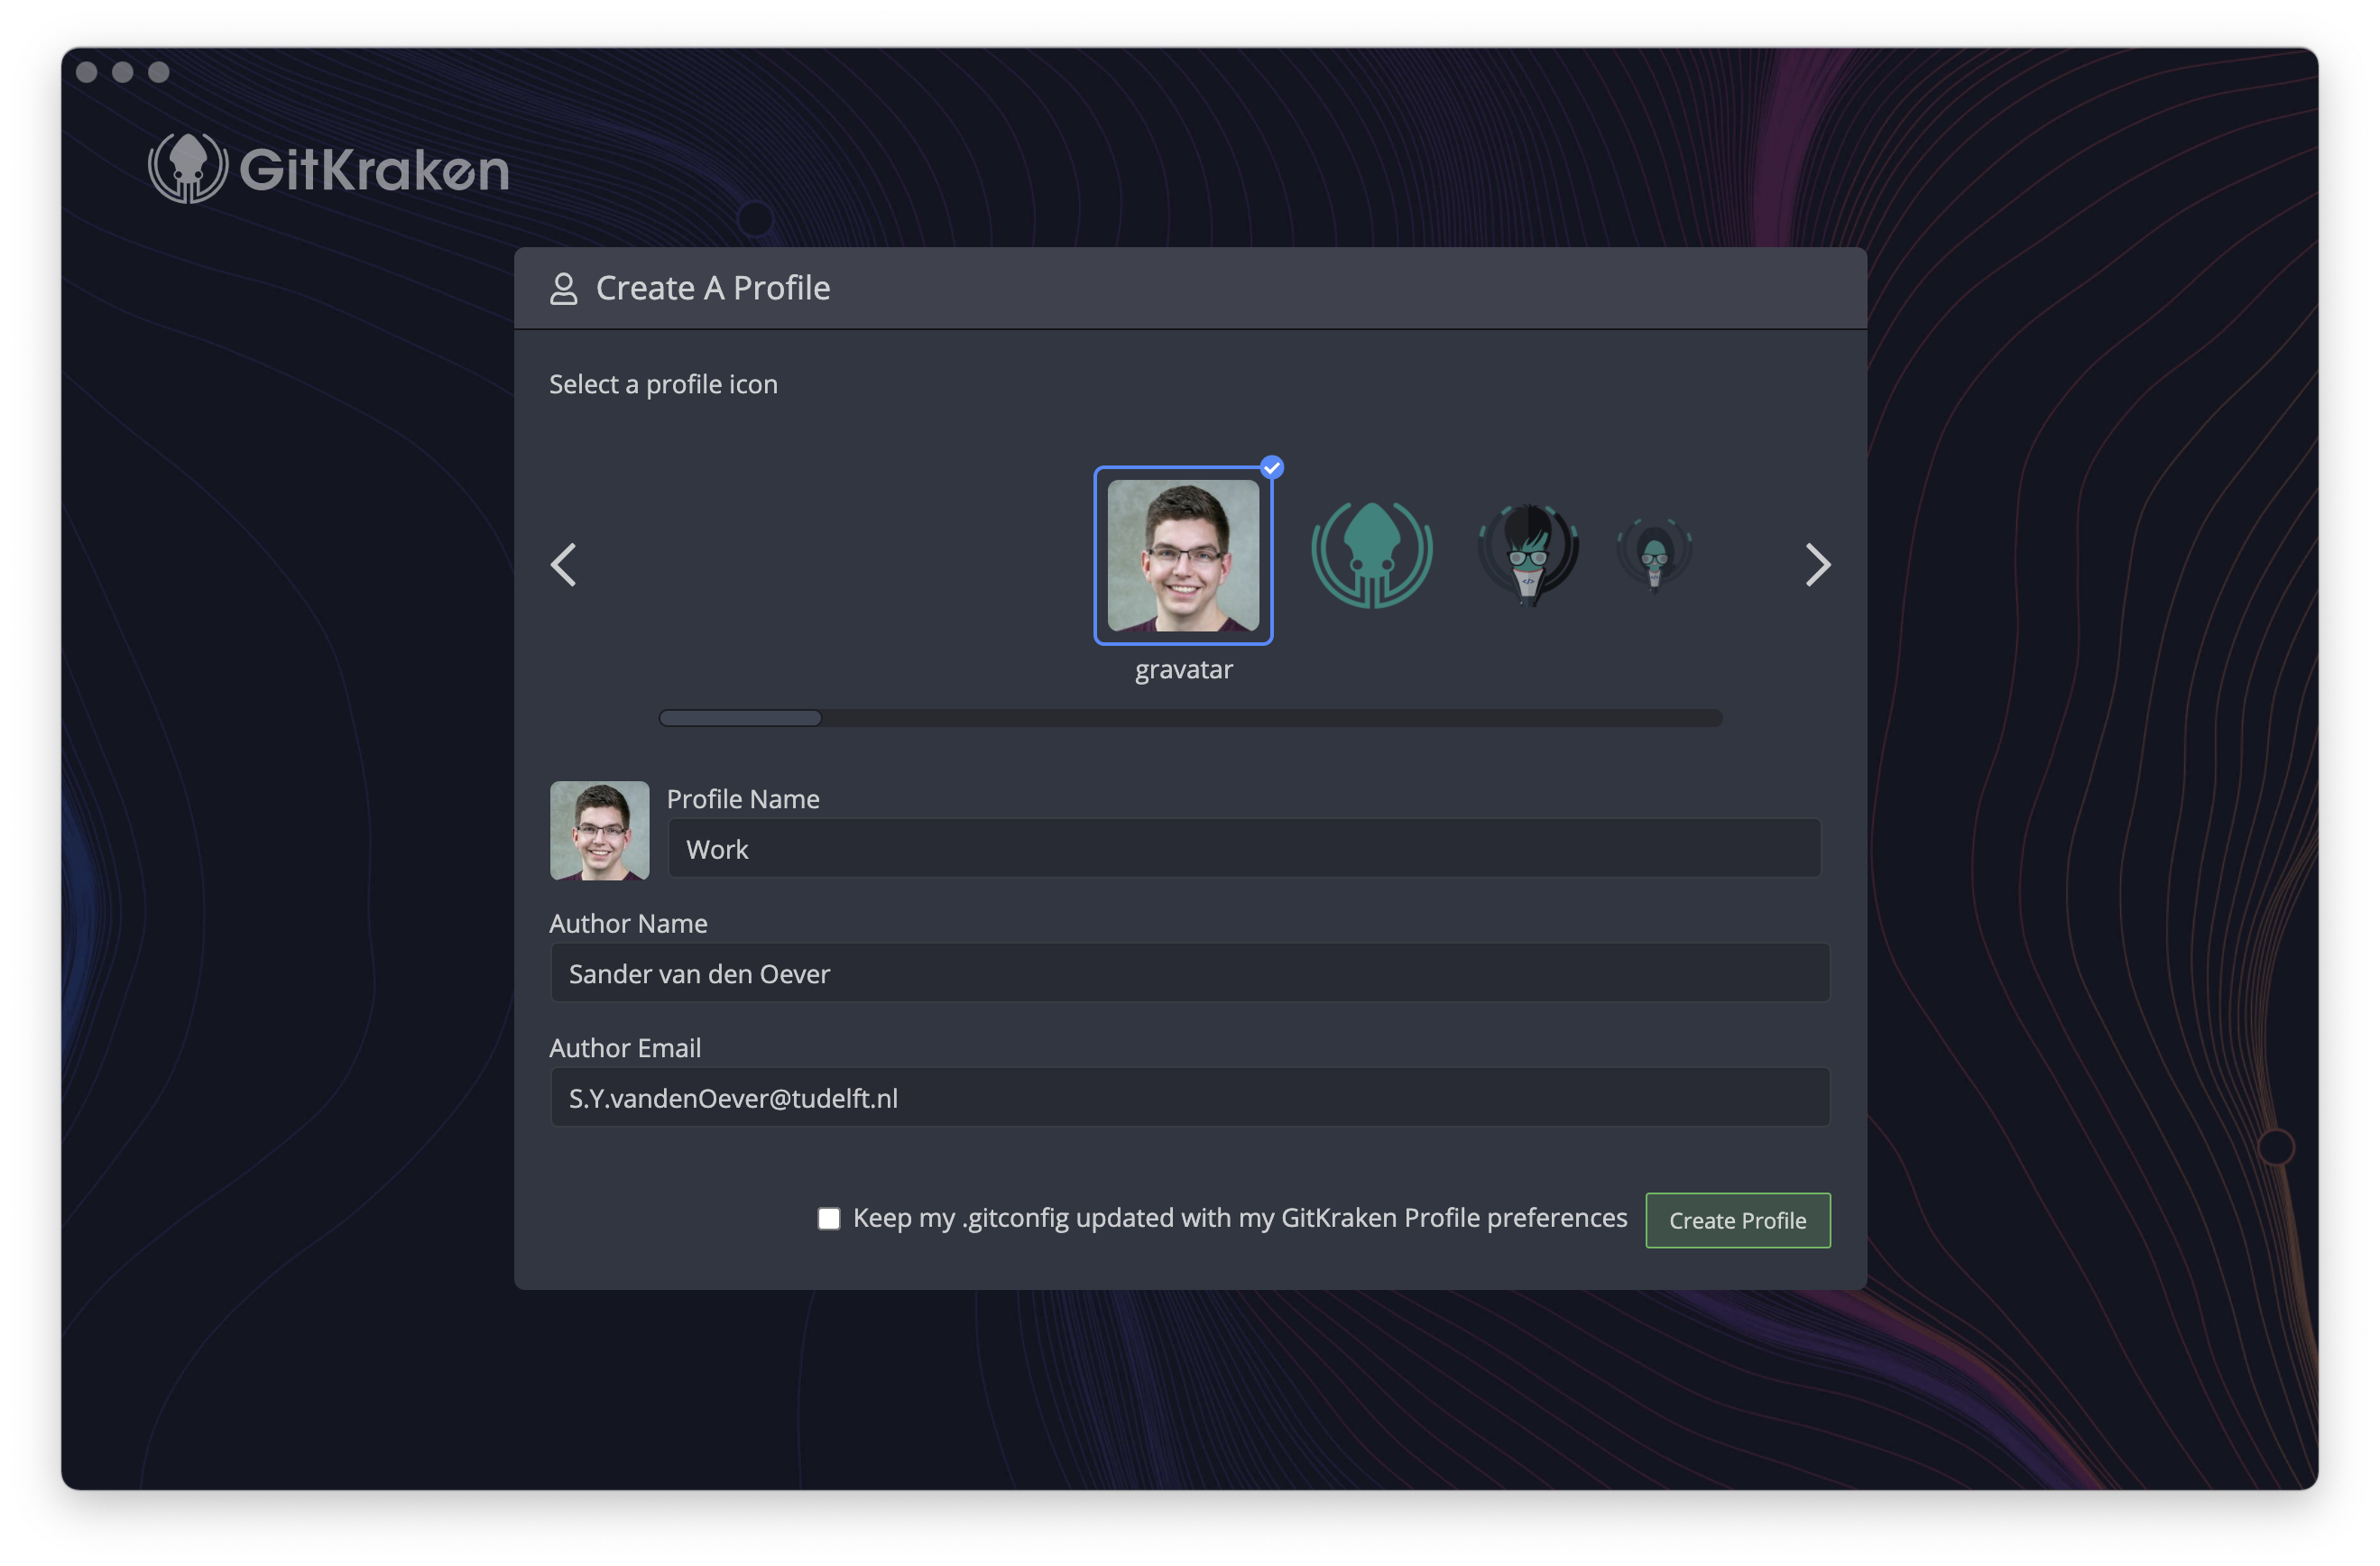 GitKraken
Create A Profile
Select a profile icon
gravatar
Profile Name
Work
Author Name
Sander van den Oever
Author Email
S.Y.vandenOever@tudelft.nl
Keep my .gitconfig updated with my GitKraken Profile preferences
Create Profile